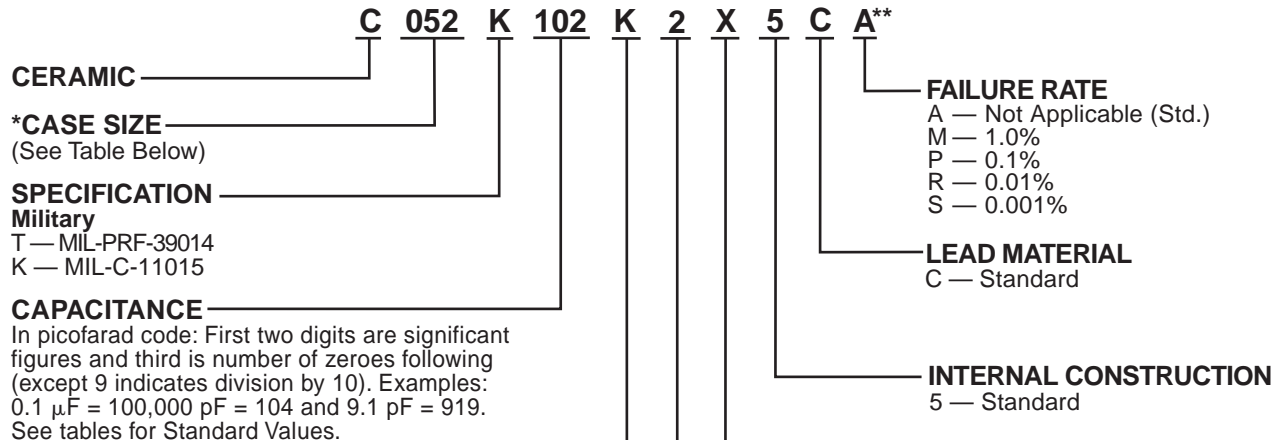 C 052 K 102 K 2 X 5 C A**
CERAMIC
*CASE SIZE
(See Table Below)
SPECIFICATION
Military
T — MIL-PRF-39014
K — MIL-C-11015
CAPACITANCE
In picofarad code: First two digits are significant
figures and third is number of zeroes following
(except 9 indicates division by 10). Examples:
0.1 μF = 100,000 pF = 104 and 9.1 pF = 919.
See tables for Standard Values.
FAILURE RATE
A — Not Applicable (Std.)
M — 1.0%
P — 0.1%
R — 0.01%
S — 0.001%
LEAD MATERIAL
C — Standard
INTERNAL CONSTRUCTION
5 — Standard